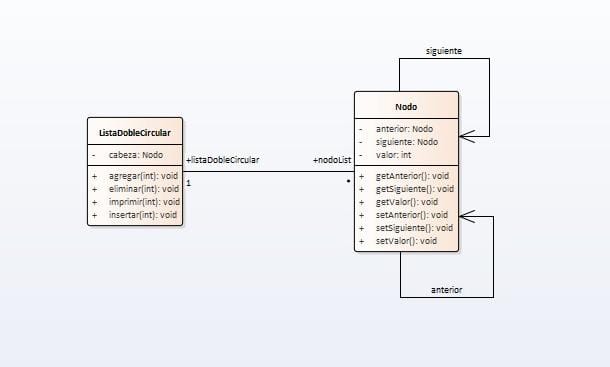 siguiente
Nodo
- anterior: Nodo
- siguiente: Nodo
- valor: int
+ getAnterior(): void
+ getSiguiente(): void
+ getValor(): void
+ setAnterior(): void
+ setSiguiente(): void
+ setValor(): void
ListaDobleCircular
- cabeza: Nodo
+ agregar(int): void
+ eliminar(int): void
+ imprimir(int): void
+ insertar(int): void
+listaDobleCircular
1
+nodoList
*
anterior